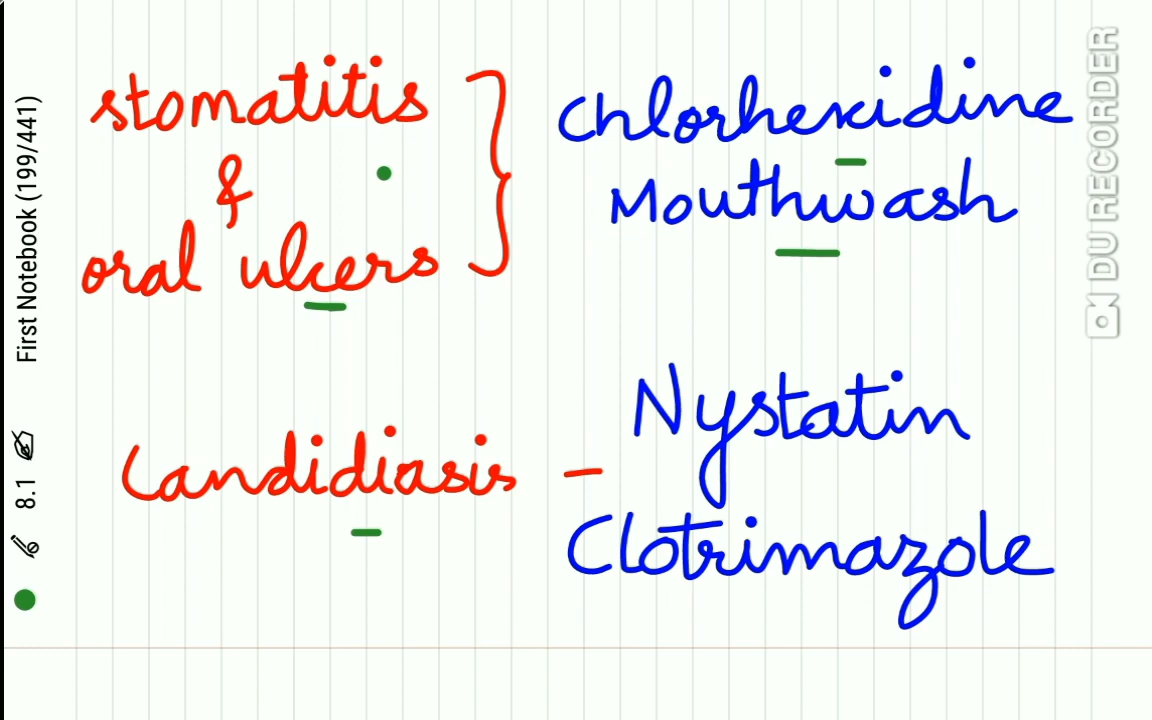 stomatitis
&
oral ulcers
Chlorhexidine
Mouthwash
Candidiasis -
Nystatin
Clotrimazole
First Notebook (199/441)
8.1
DU RECORDER